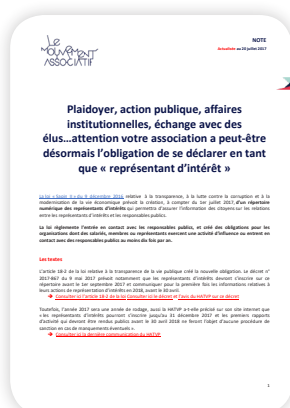 Le
MOUVEMENT
ASSOCIATIF
NOTE
Actualisée au 20 juillet 2017
Plaidoyer, action publique, affaires
institutionnelles, échange avec des
élus…attention votre association a peut-être
désormais l’obligation de se déclarer en tant
que « représentant d’intérêt »
La loi « Sapin II » du 9 décembre 2016 relative à la transparence, à la lutte contre la corruption et à la
modernisation de la vie économique prévoit la création, à compter du 1er juillet 2017, d’un répertoire
numérique des représentants d’intérêts qui permettra d’assurer l’information des citoyens sur les relations
entre les représentants d’intérêts et les responsables publics.
La loi règlemente l’entrée en contact avec les responsables publics, et créé des obligations pour les
organisations dont des salariés, membres ou représentants exercent une activité d’influence ou entrent en
contact avec des responsables publics au moins dix fois par an.
Les textes
L’article 18-2 de la loi relative à la transparence de la vie publique créé la nouvelle obligation. Le décret n°
2017-867 du 9 mai 2017 prévoit notamment que les représentants d’intérêts devront s’inscrire sur ce
répertoire avant le 1er septembre 2017 et communiquer pour la première fois les informations relatives à
leurs actions de représentation d’intérêts en 2018, avant le 30 avril.
➔ Consulter ici l’article 18-2 de la loi Consulter ici le décret et l’avis du HATVP sur ce décret
Toutefois, l’année 2017 sera une année de rodage, aussi la HATVP a-t-elle précisé sur son site internet que
« les représentants d’intérêts pourront s’inscrire jusqu’au 31 décembre 2017 et les premiers rapports
d’activité qui devront être rendus publics avant le 30 avril 2018 ne feront l’objet d’aucune procédure de
sanction en cas de manquements éventuels ».
➔ Consulter ici la dernière communication du HATVP
1